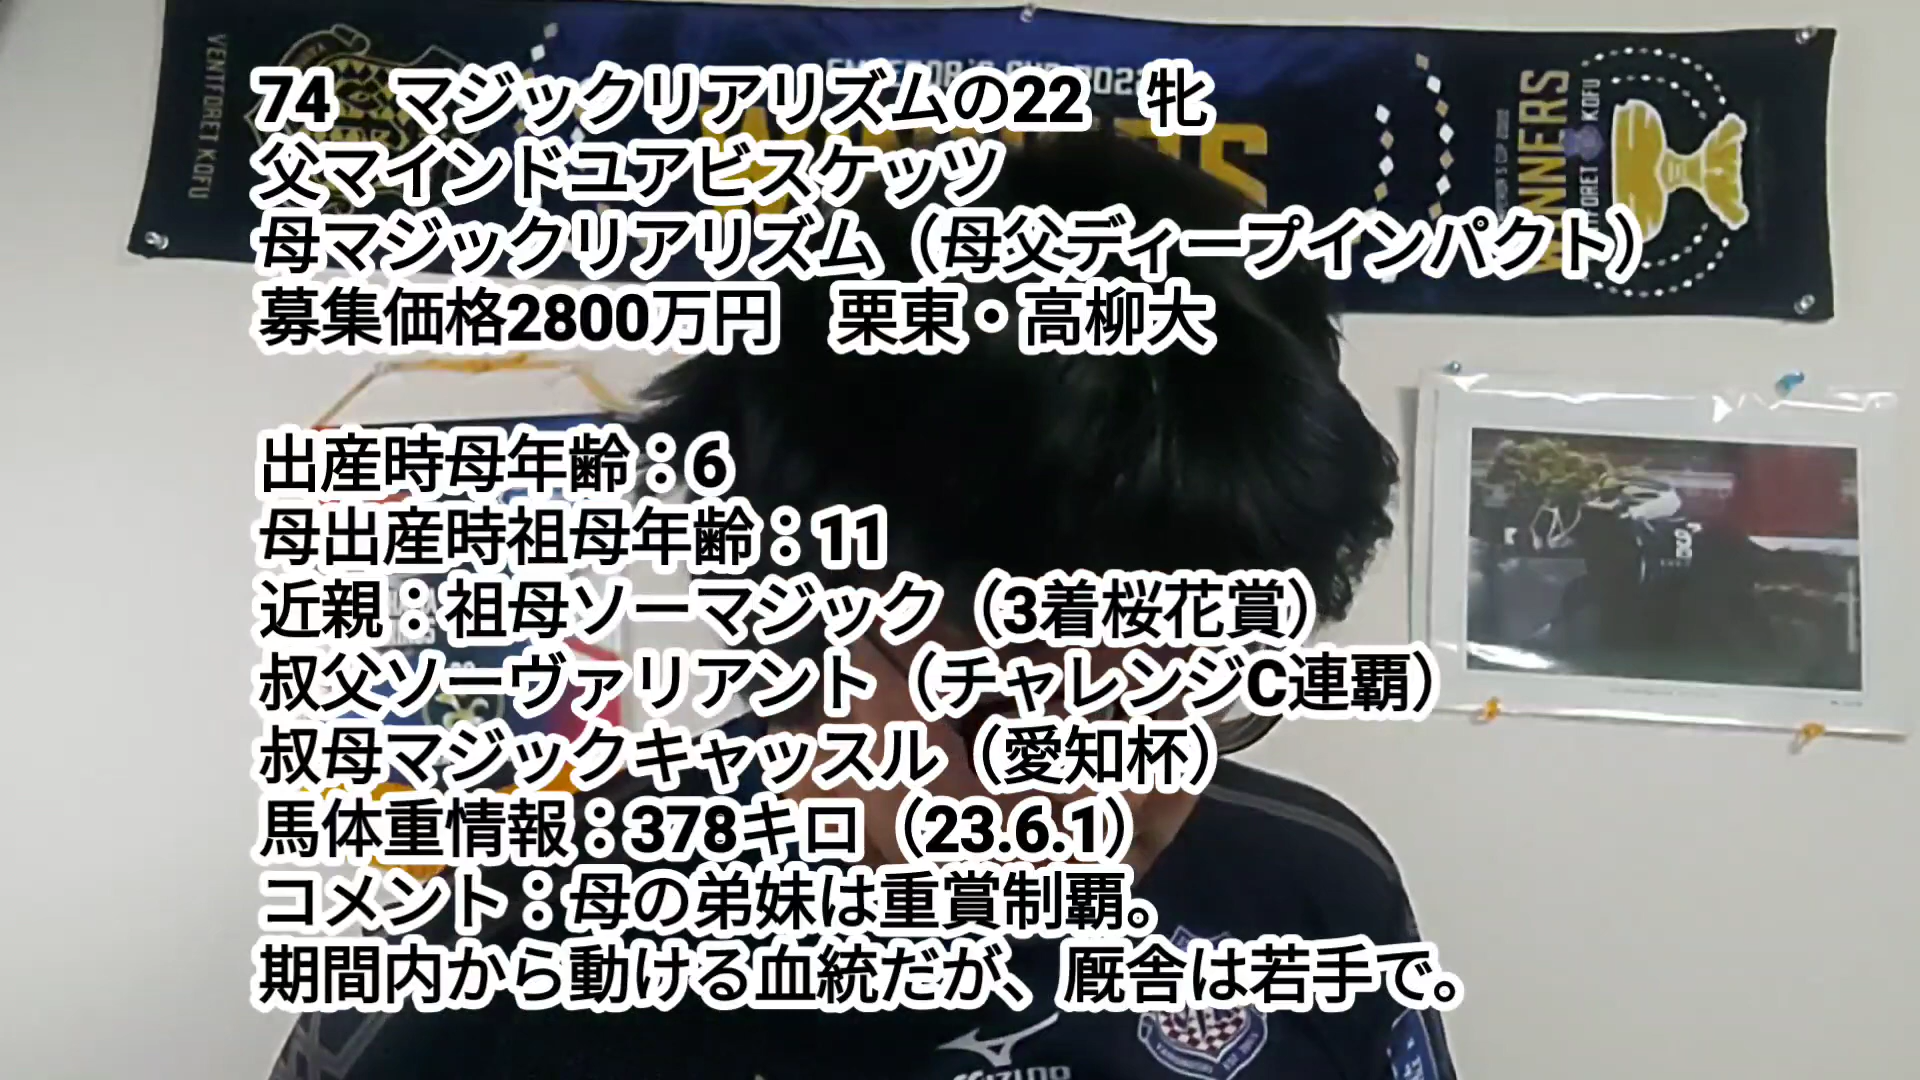 74　マジックリアリズムの22　牝
父マインドユアビスケッツ
母マジックリアリズム（母父ディープインパクト）
募集価格2800万円　栗東・高柳大
出産時母年齢：6
母出産時祖母年齢：11
近親：祖母ソーマジック（3着桜花賞）
叔父ソーヴァリアント（チャレンジC連覇）
叔母マジックキャッスル（愛知杯）
馬体重情報：378キロ（23.6.1）
コメント：母の弟妹は重賞制覇。
期間内から動ける血統だが、厩舎は若手で。
VENTFORET KOFU
WINNERS
MIZUNO